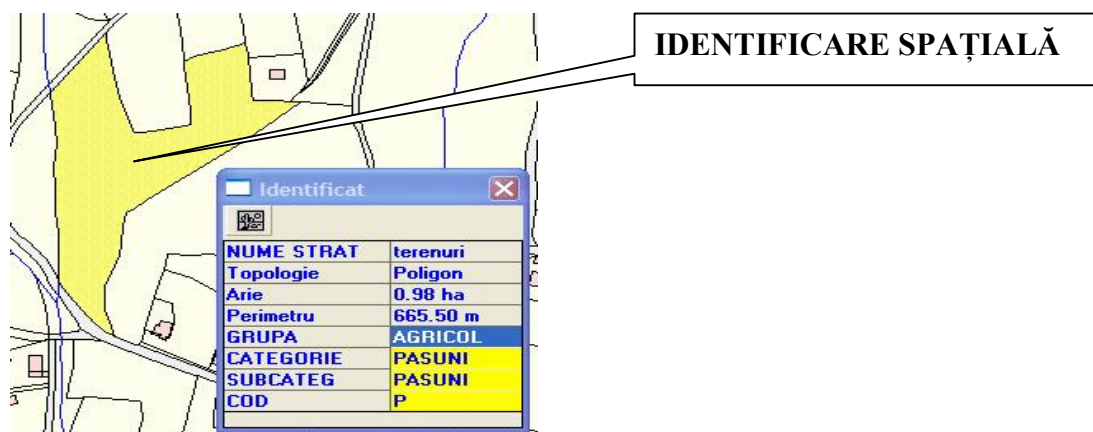 IDENTIFICARE SPAȚIALĂ
Identificat
NUME STRAT terenuri
Topologie Poligon
Arie 0.98 ha
Perimetru 665.50 m
GRUPA AGRICOL
CATEGORIE PASUNI
SUBCATEG PASUNI
COD P